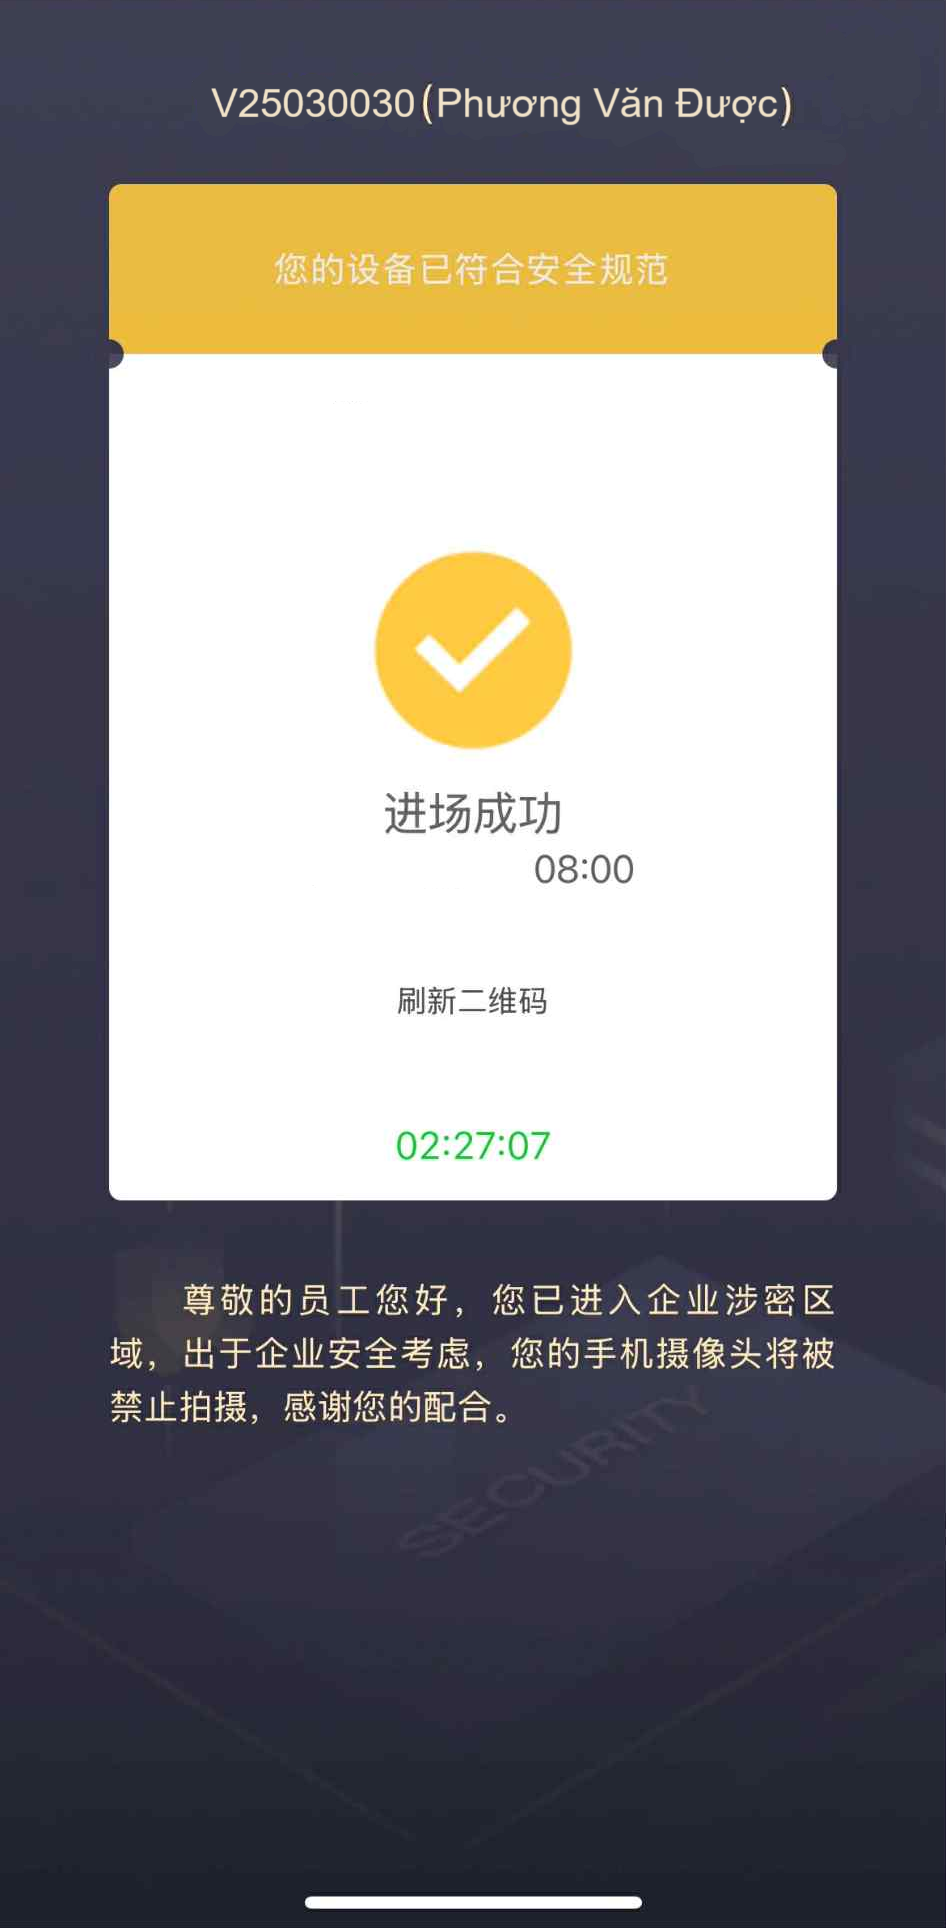 V25030030(Phương Văn Được)
您的设备已符合安全规范
进场成功
08:00
刷新二维码
02:27:07
尊敬的员工您好，您已进入企业涉密区
域，出于企业安全考虑，您的手机摄像头将被
禁止拍摄，感谢您的配合。
SECURITY